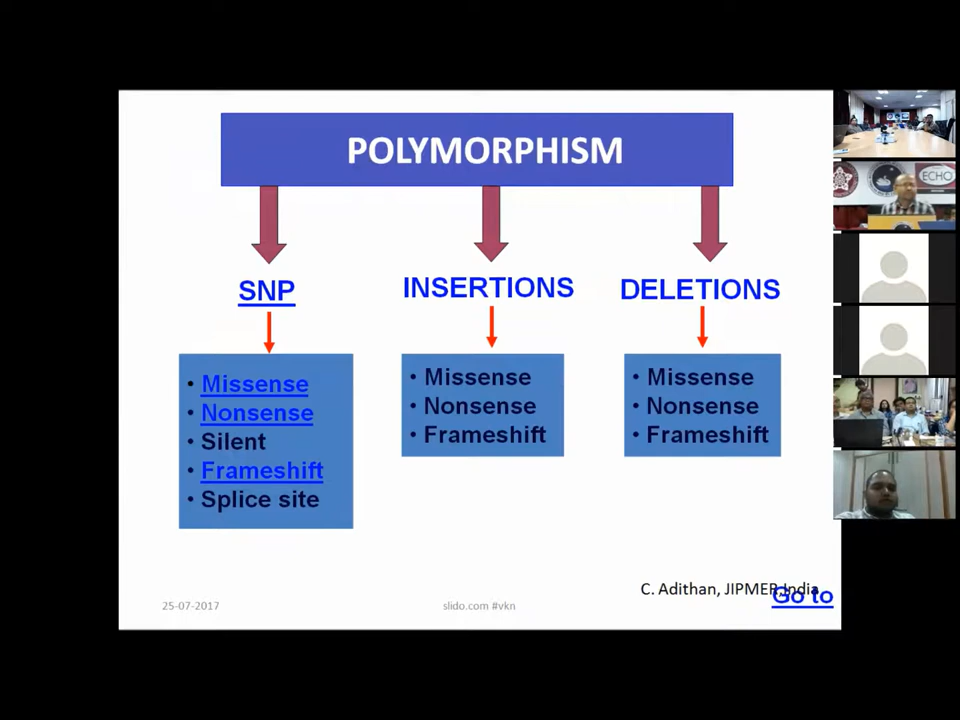 POLYMORPHISM
SNP
INSERTIONS
DELETIONS
• Missense
• Nonsense
• Silent
• Frameshift
• Splice site
• Missense
• Nonsense
• Frameshift
• Missense
• Nonsense
• Frameshift
C. Adithan, JIPMER,India
Go to
25-07-2017
slido.com #vkn
ECHO